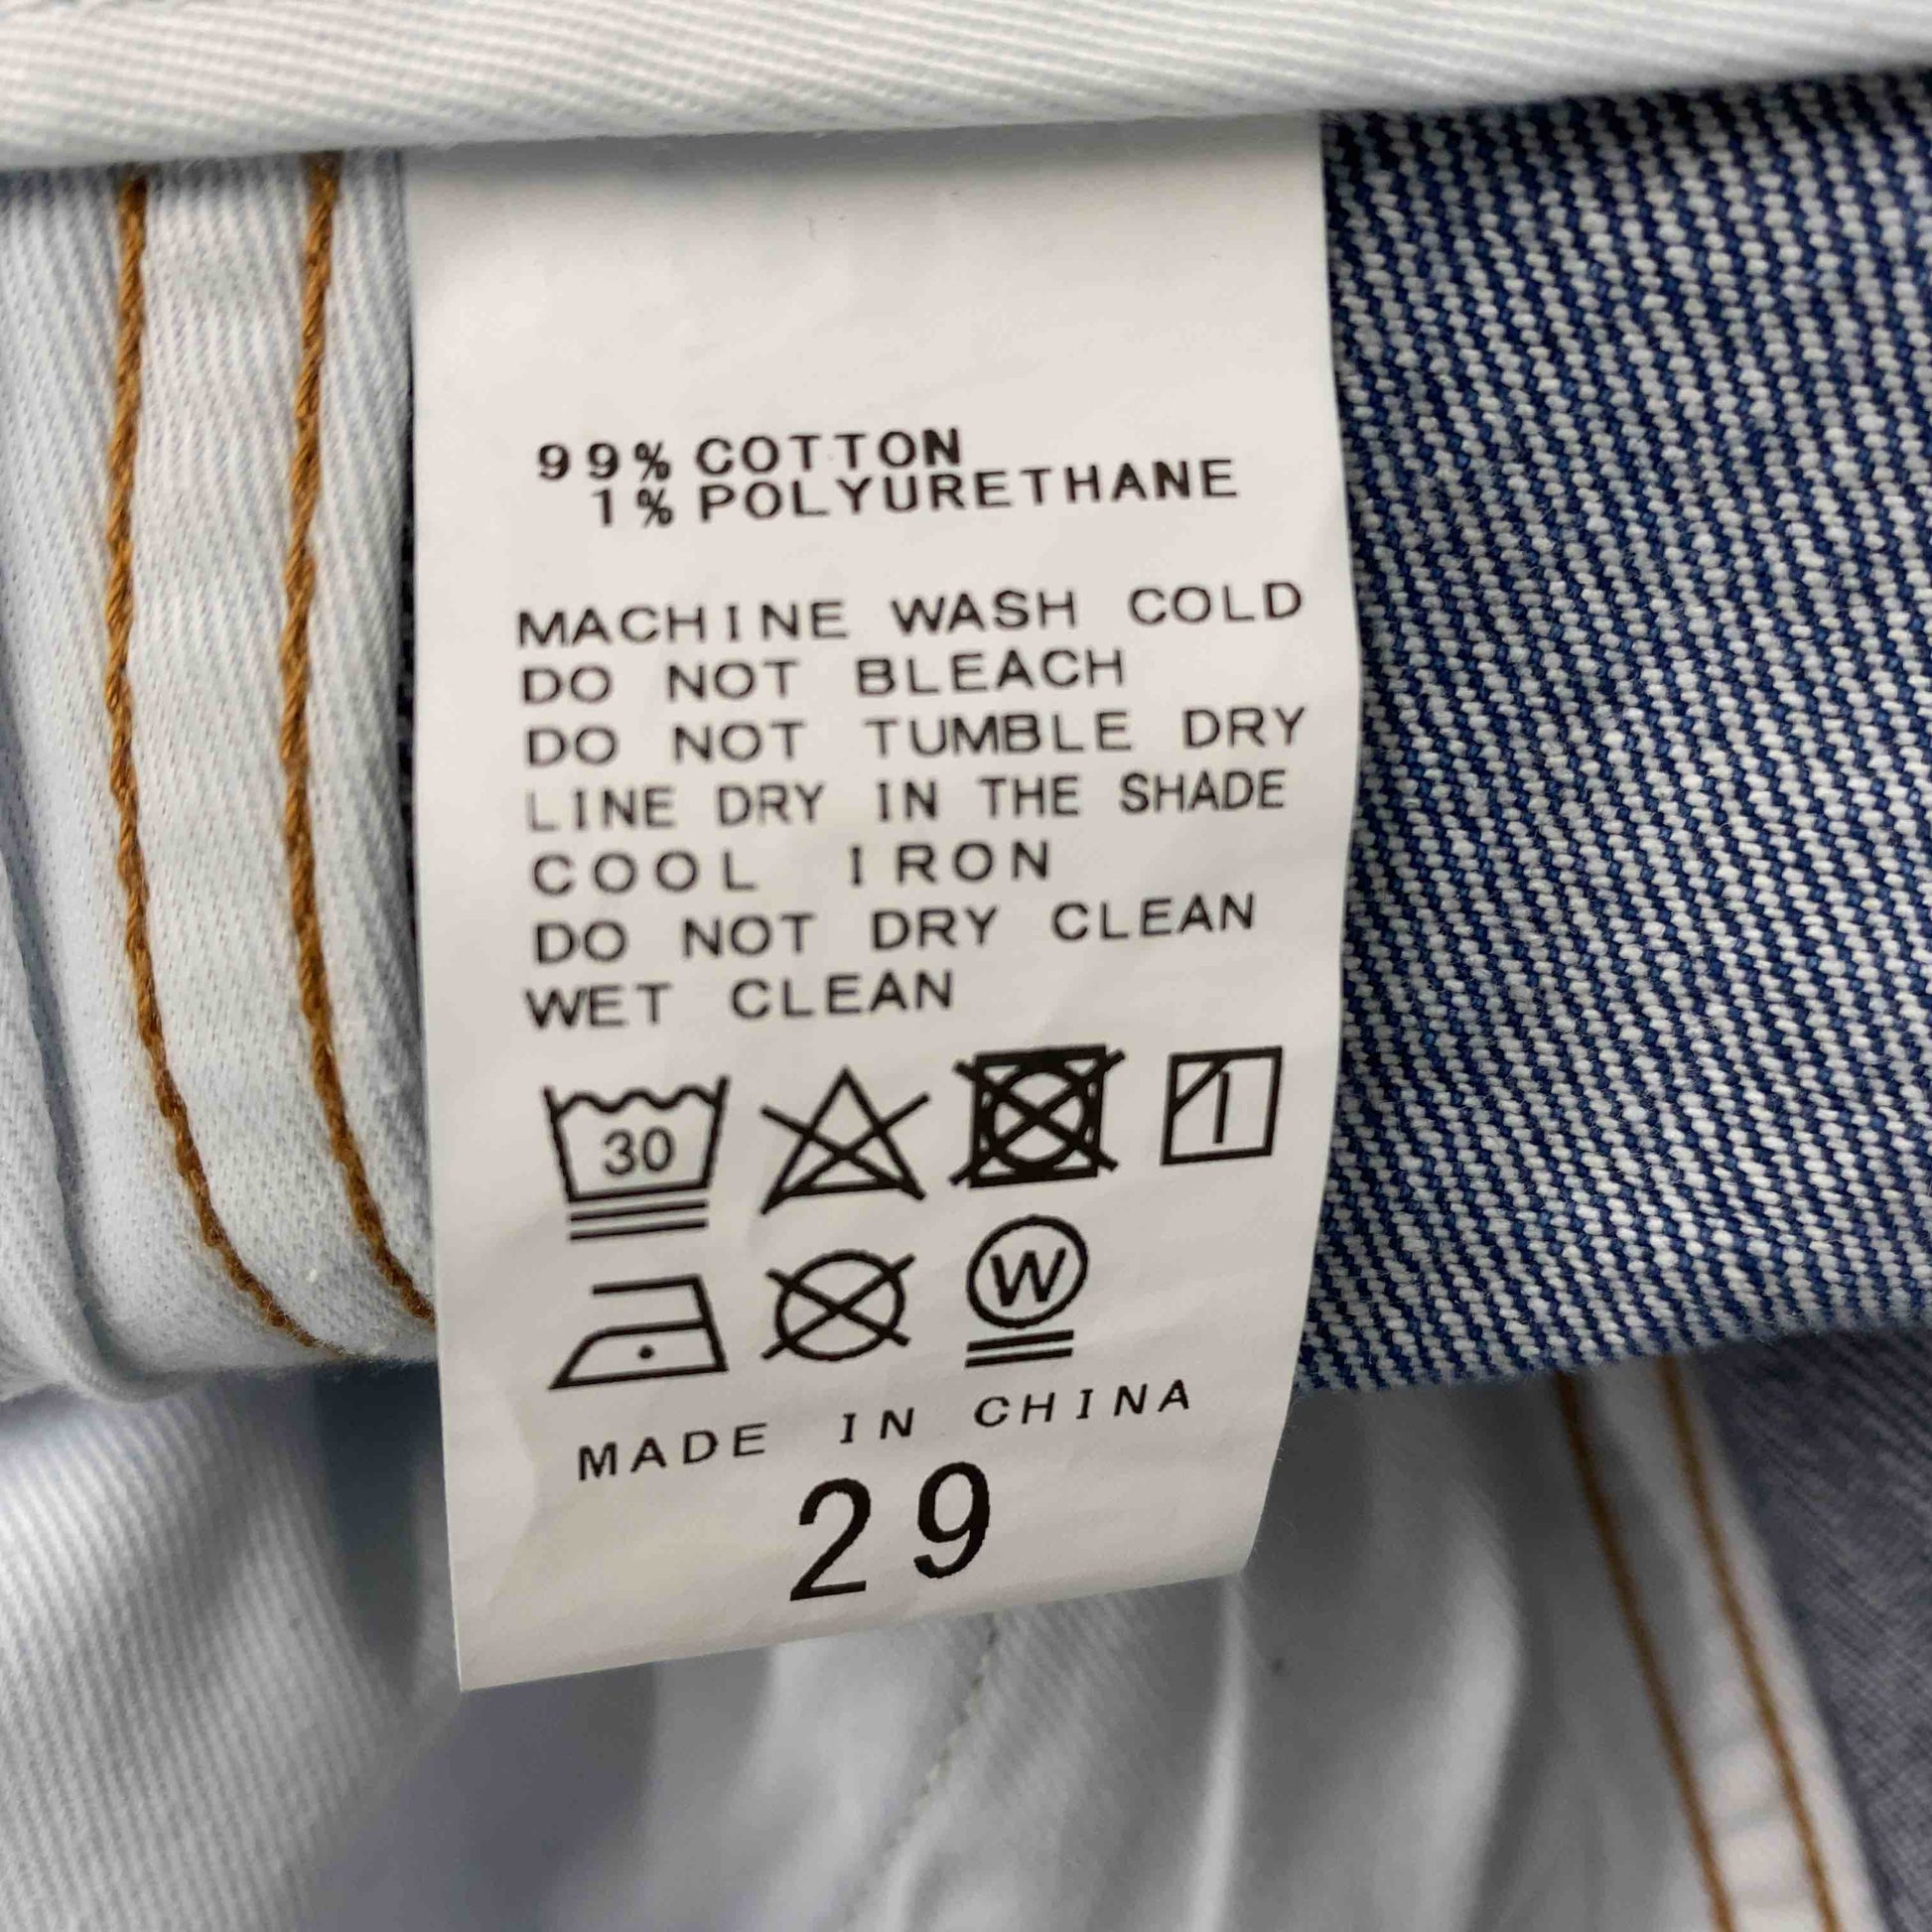 99% COTTON
1% POLYURETHANE
MACHINE WASH COLD
DO NOT BLEACH
DO NOT TUMBLE DRY
LINE DRY IN THE SHADE
COOL IRON
DO NOT DRY CLEAN
WET CLEAN
30
W
MADE IN CHINA
29